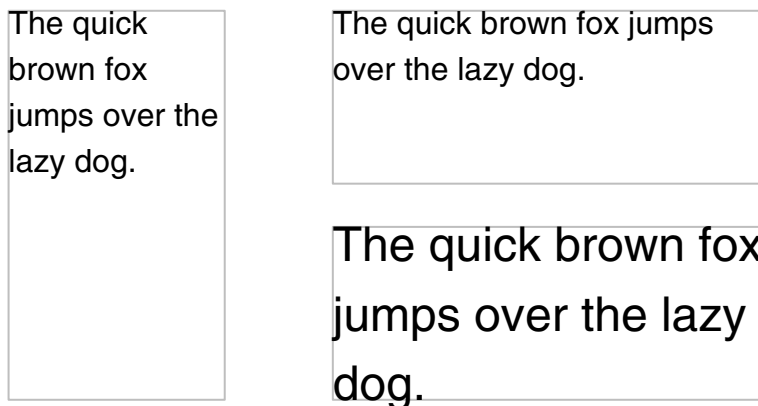 The quick
brown fox
jumps over the
lazy dog.
The quick brown fox jumps
over the lazy dog.
The quick brown fox
jumps over the lazy
dog.